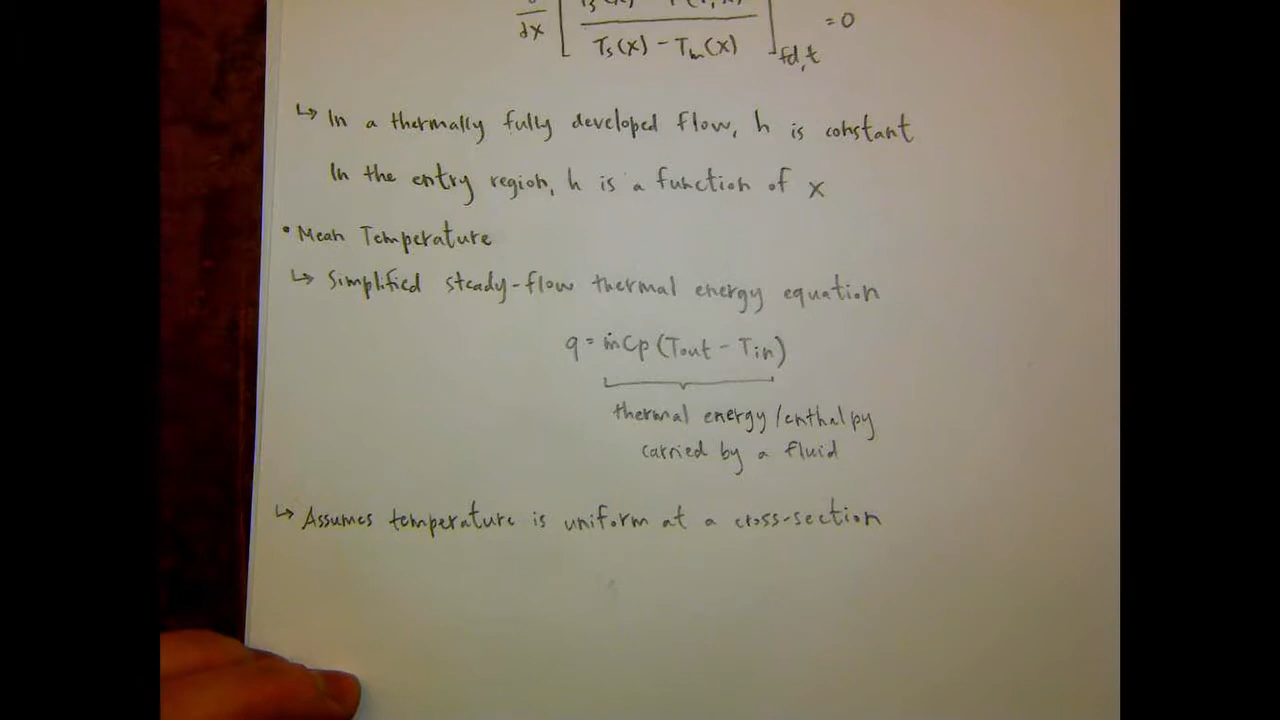 ∂/∂x [ / Ts(x) - Tm(x) ]fd,t = 0
↳ In a thermally fully developed flow, h is constant
In the entry region, h is a function of x
• Mean Temperature
↳ Simplified steady-flow thermal energy equation
q = ṁCp (Tout - Tin)
thermal energy/enthalpy
carried by a fluid
↳ Assumes temperature is uniform at a cross-section